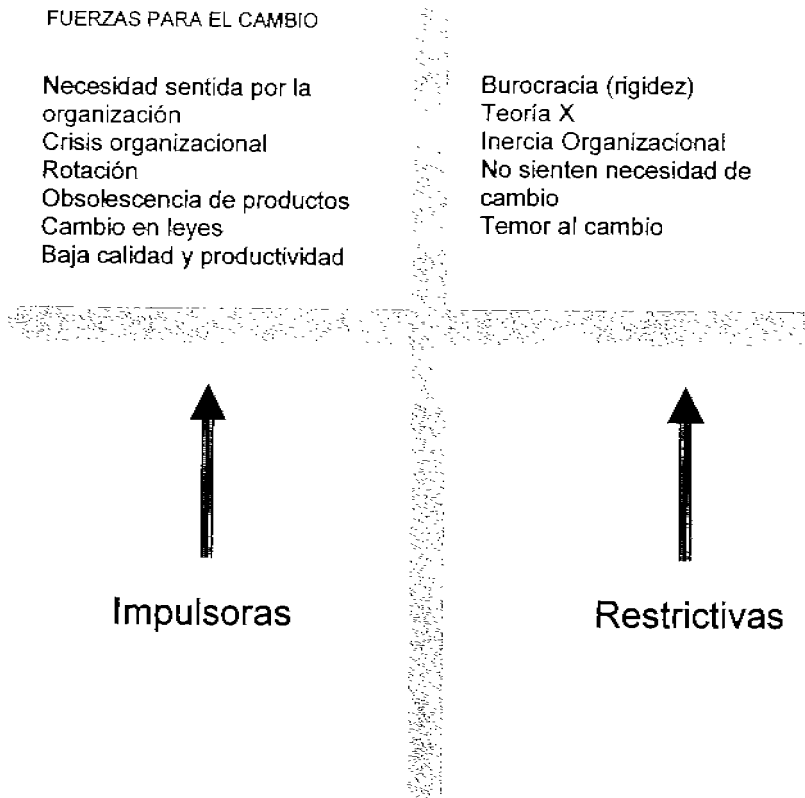 FUERZAS PARA EL CAMBIO
Necesidad sentida por la
organización
Crisis organizacional
Rotación
Obsolescencia de productos
Cambio en leyes
Baja calidad y productividad
Burocracia (rigidez)
Teoría X
Inercia Organizacional
No sienten necesidad de
cambio
Temor al cambio
Impulsoras
Restrictivas